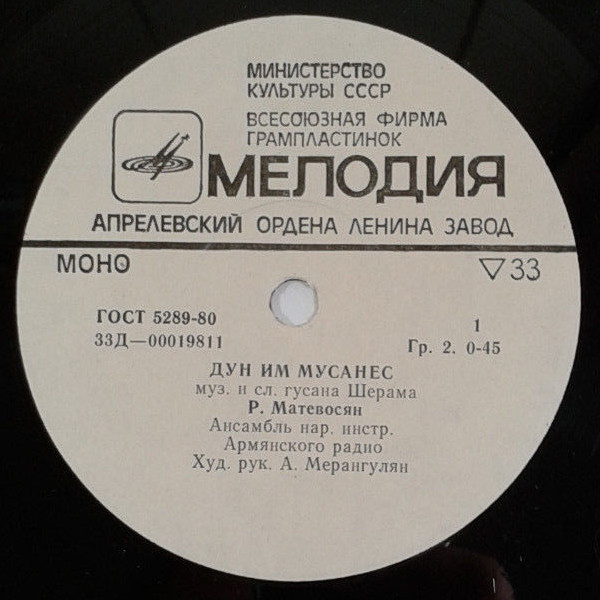 МИНИСТЕРСТВО
КУЛЬТУРЫ СССР
ВСЕСОЮЗНАЯ ФИРМА
ГРАМПЛАСТИНОК
МЕЛОДИЯ
АПРЕЛЕВСКИЙ ОРДЕНА ЛЕНИНА ЗАВОД
МОНО
▽33
ГОСТ 5289-80
33Д—00019811
1
Гр. 2. 0-45
ДУН ИМ МУСАНЕС
муз. и сл. гусана Шерама
Р. Матевосян
Ансамбль нар. инстр.
Армянского радио
Худ. рук. А. Мерангулян